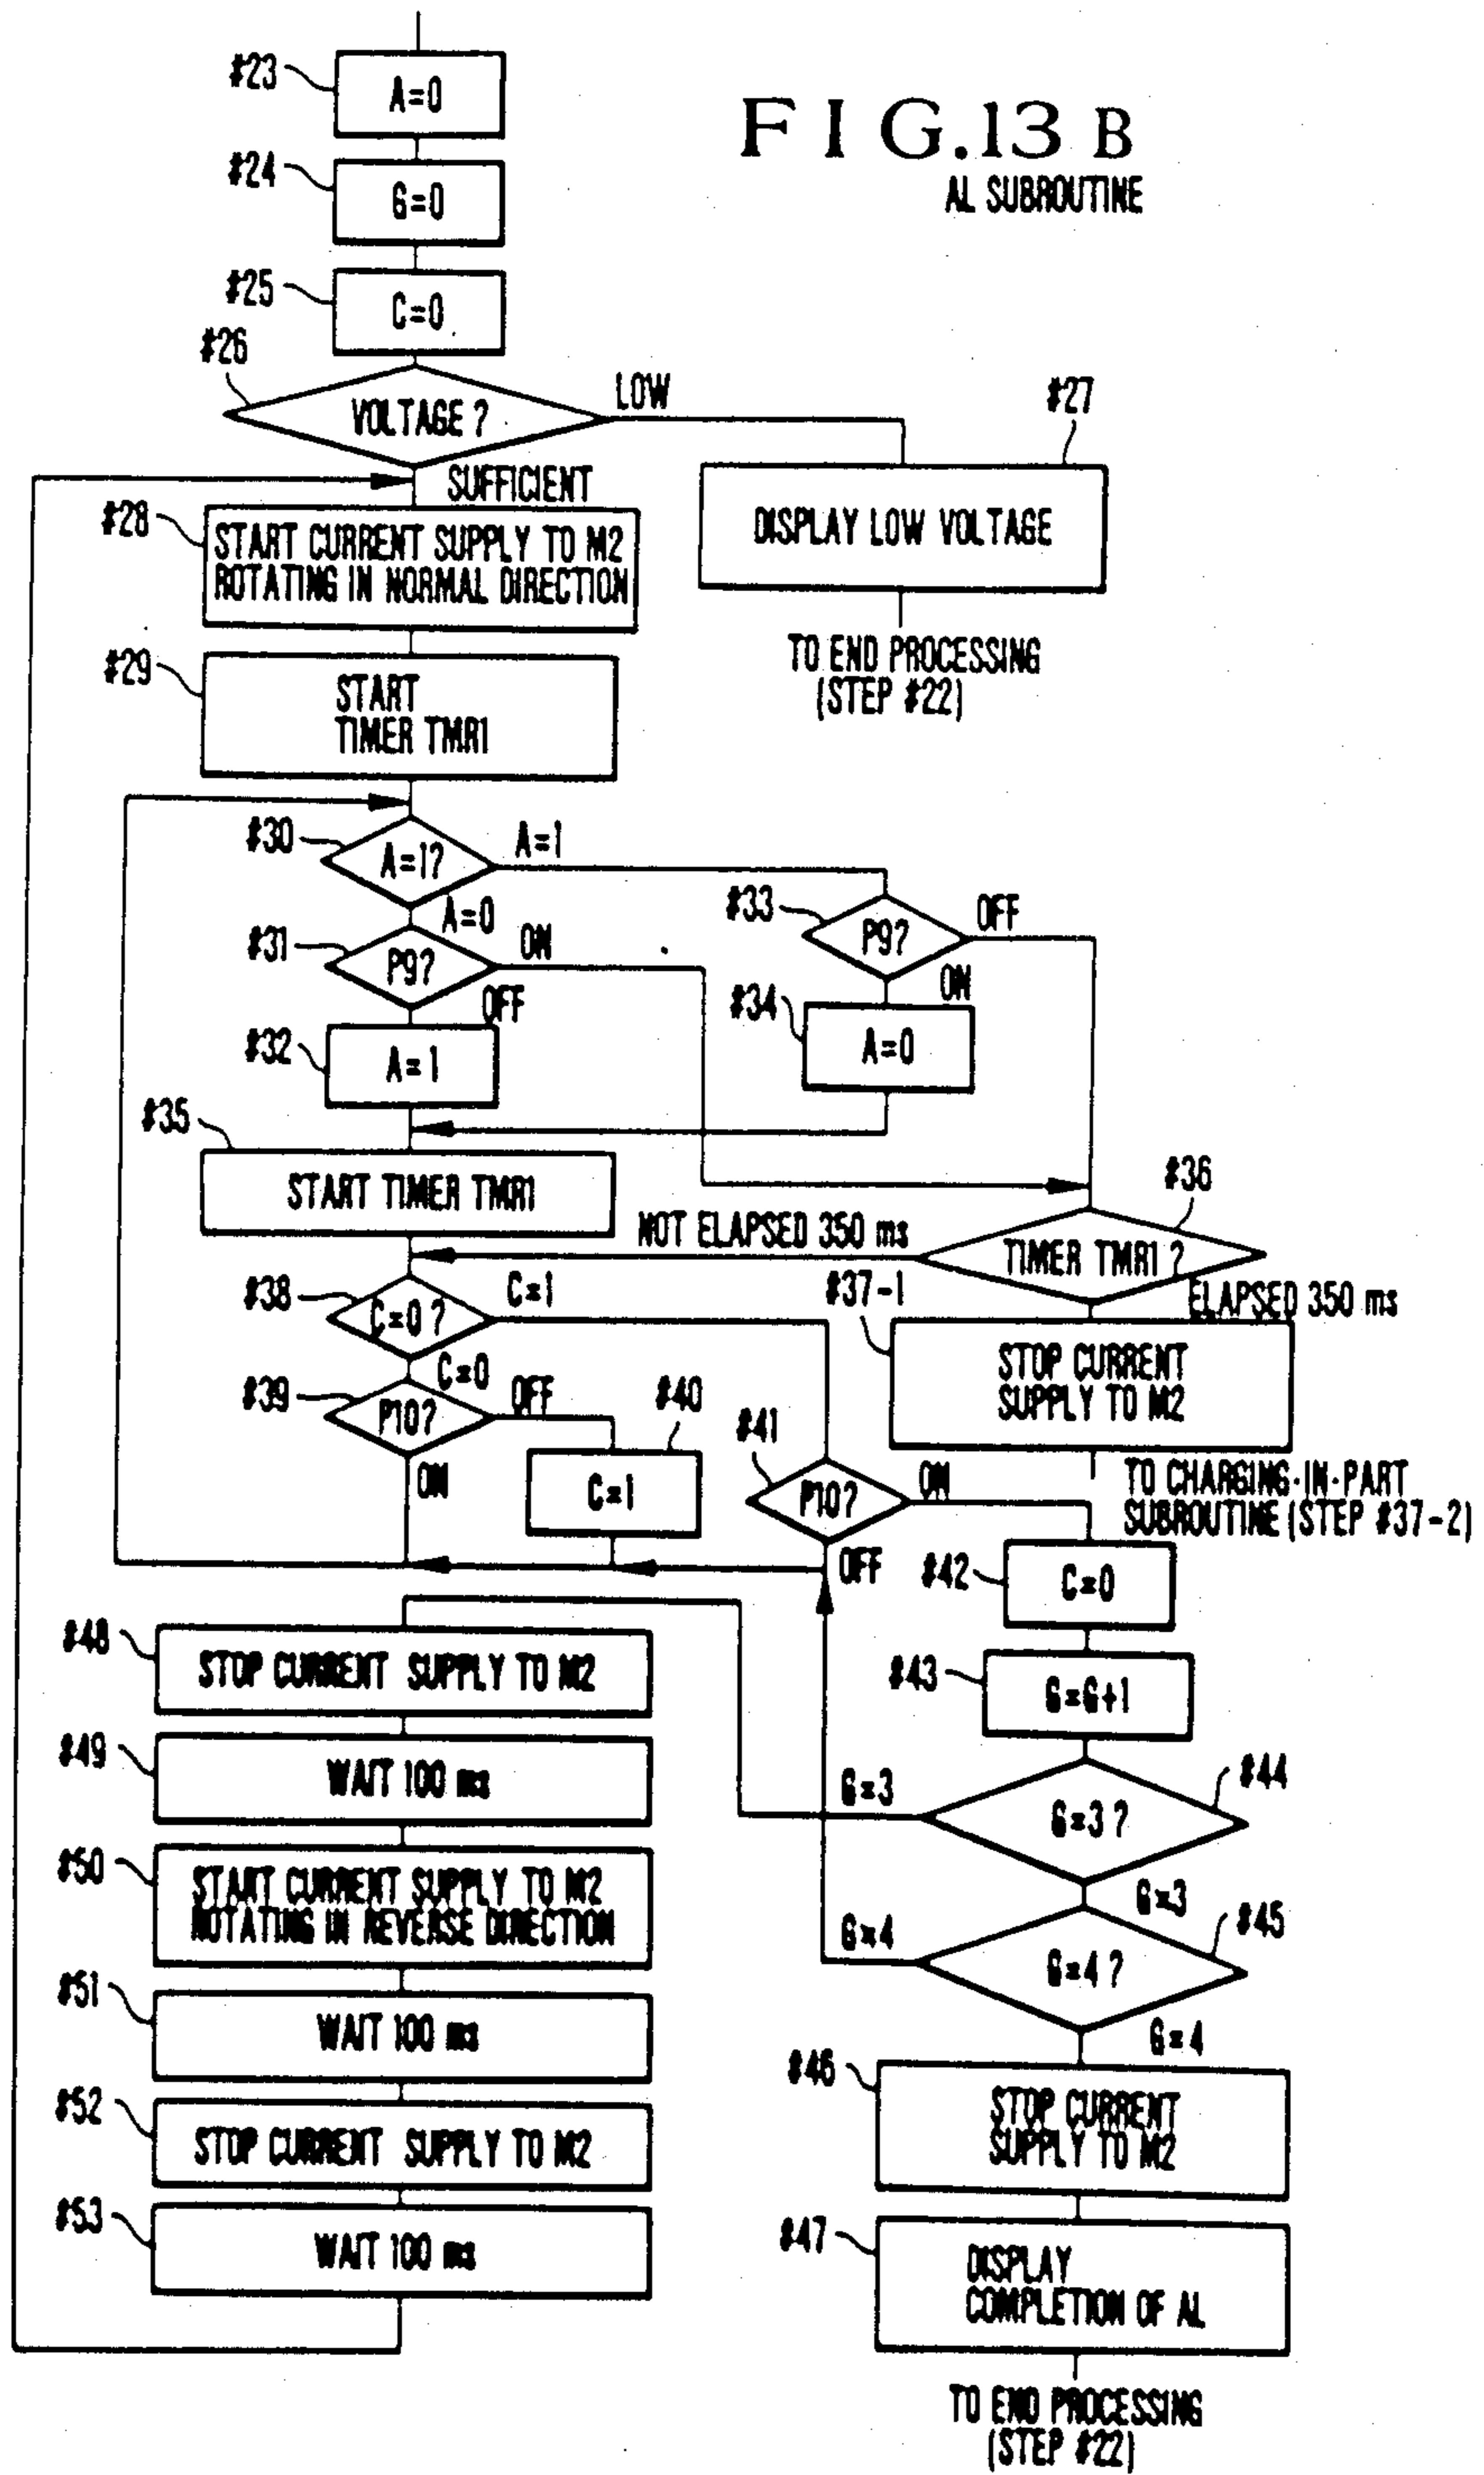 FIG.13 B
AL SUBROUTINE
#23
A=0
#24
G=0
#25
C=0
#26
VOLTAGE ?
LOW
#27
DISPLAY LOW VOLTAGE
TO END PROCESSING
(STEP #22)
SUFFICIENT
#28
START CURRENT SUPPLY TO M2
ROTATING IN NORMAL DIRECTION
#29
START
TIMER TMR1
#30
A=1?
A=1
A=0
#31
P9?
ON
OFF
#32
A=1
#33
P9?
OFF
ON
#34
A=0
#35
START TIMER TMR1
#36
TIMER TMR1 ?
NOT ELAPSED 350 ms
ELAPSED 350 ms
#37-1
STOP CURRENT
SUPPLY TO M2
TO CHARGING-IN-PART
SUBROUTINE (STEP #37-2)
#38
C=0 ?
C=1
C=0
#39
P10?
OFF
ON
#40
C=1
#41
P10?
ON
OFF
#42
C=0
#43
G=G+1
#44
G=3 ?
G=3
G=3
#45
G=4 ?
G=4
G=4
#46
STOP CURRENT
SUPPLY TO M2
#47
DISPLAY
COMPLETION OF AL
TO END PROCESSING
(STEP #22)
#48
STOP CURRENT SUPPLY TO M2
#49
WAIT 100 ms
#50
START CURRENT SUPPLY TO M2
ROTATING IN REVERSE DIRECTION
#51
WAIT 100 ms
#52
STOP CURRENT SUPPLY TO M2
#53
WAIT 100 ms